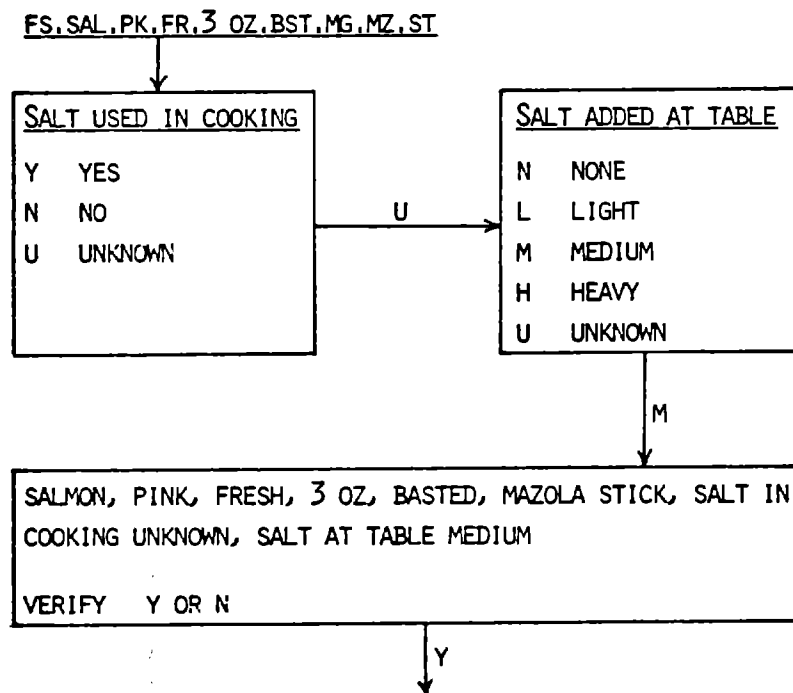 FS.SAL.PK.FR.3 OZ.BST.MG.MZ.ST
SALT USED IN COOKING
Y YES
N NO
U UNKNOWN
U
SALT ADDED AT TABLE
N NONE
L LIGHT
M MEDIUM
H HEAVY
U UNKNOWN
M
SALMON, PINK, FRESH, 3 OZ, BASTED, MAZOLA STICK, SALT IN
COOKING UNKNOWN, SALT AT TABLE MEDIUM
VERIFY Y OR N
Y